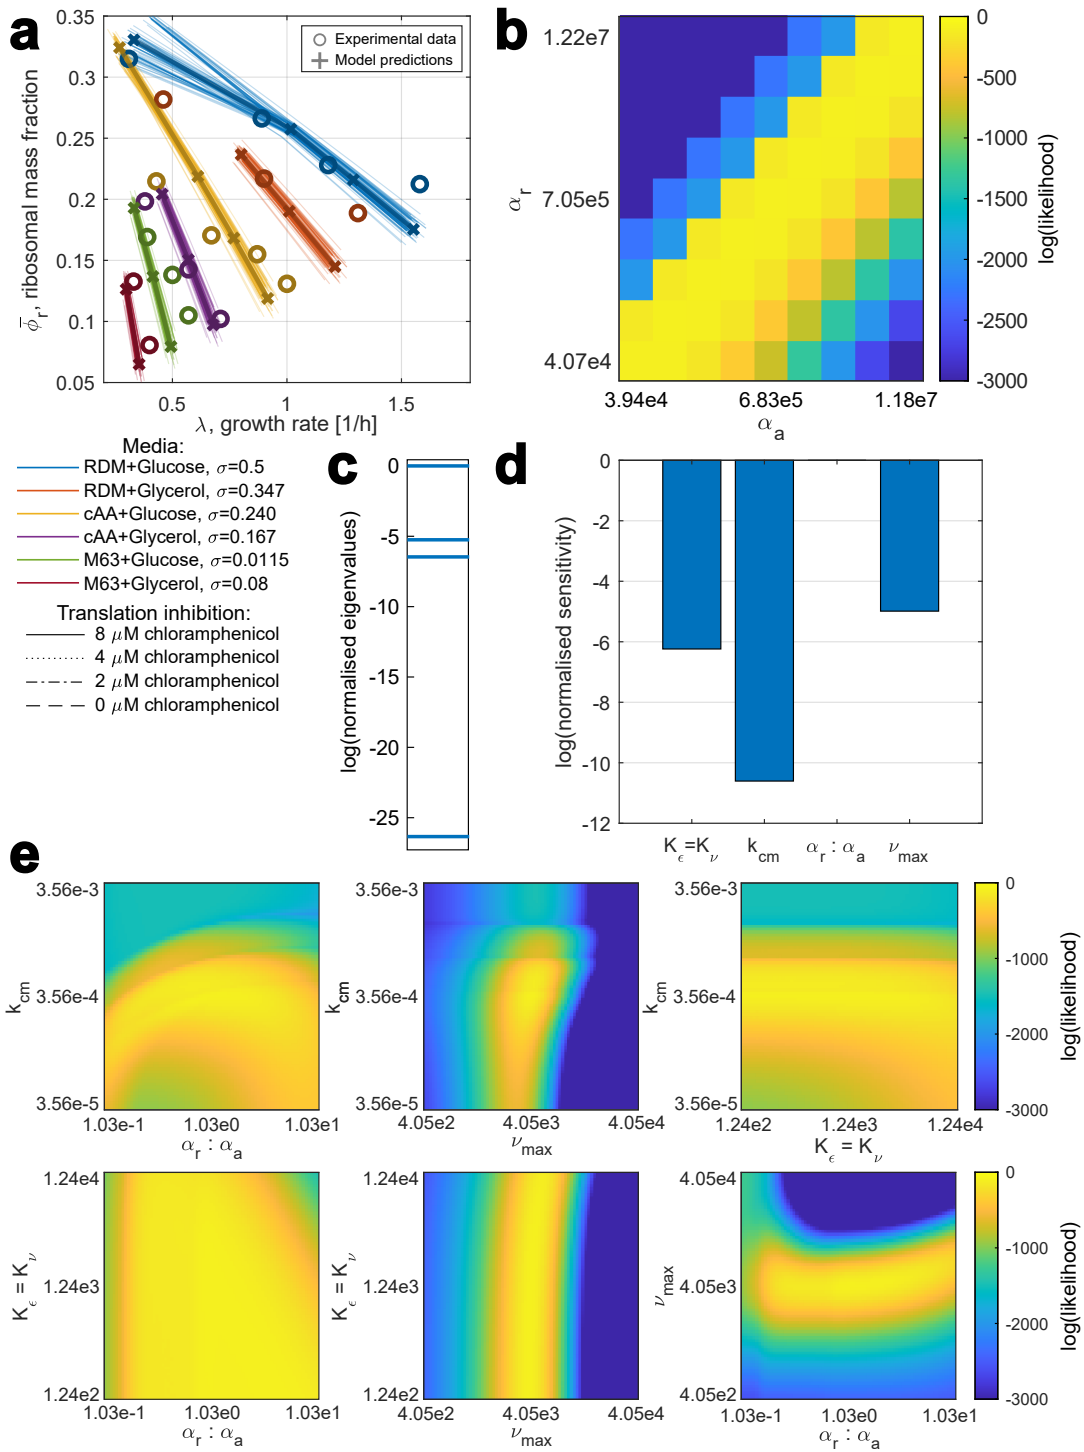 a
0.35
0.3
0.25
0.2
0.15
0.1
0.05
0.5
1
1.5
ϕ̅r, ribosomal mass fraction
λ, growth rate [1/h]
Experimental data
Model predictions
Media:
RDM+Glucose, σ=0.5
RDM+Glycerol, σ=0.347
cAA+Glucose, σ=0.240
cAA+Glycerol, σ=0.167
M63+Glucose, σ=0.0115
M63+Glycerol, σ=0.08
Translation inhibition:
8 μM chloramphenicol
4 μM chloramphenicol
2 μM chloramphenicol
0 μM chloramphenicol
b
1.22e7
7.05e5
4.07e4
αr
3.94e4
6.83e5
1.18e7
αa
0
-500
-1000
-1500
-2000
-2500
-3000
log(likelihood)
c
0
-5
-10
-15
-20
-25
log(normalised eigenvalues)
d
0
-2
-4
-6
-8
-10
-12
log(normalised sensitivity)
Kϵ=Kν
kcm
αr : αa
νmax
e
3.56e-3
3.56e-4
3.56e-5
kcm
1.03e-1
1.03e0
1.03e1
αr : αa
3.56e-3
3.56e-4
3.56e-5
kcm
4.05e2
4.05e3
4.05e4
νmax
3.56e-3
3.56e-4
3.56e-5
kcm
1.24e2
1.24e3
1.24e4
Kϵ = Kν
0
-1000
-2000
-3000
log(likelihood)
1.24e4
1.24e3
1.24e2
Kϵ = Kν
1.03e-1
1.03e0
1.03e1
αr : αa
1.24e4
1.24e3
1.24e2
Kϵ = Kν
4.05e2
4.05e3
4.05e4
νmax
4.05e4
4.05e3
4.05e2
νmax
1.03e-1
1.03e0
1.03e1
αr : αa
0
-1000
-2000
-3000
log(likelihood)